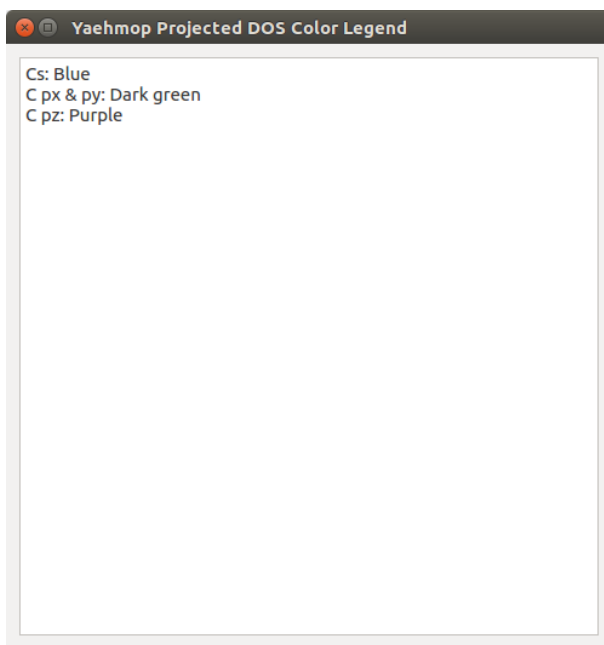 Yaehmop Projected DOS Color Legend
Cs: Blue
C px & py: Dark green
C pz: Purple